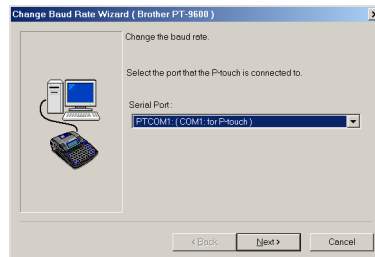 Change Baud Rate Wizard ( Brother PT-9600 )
Change the baud rate.
Select the port that the P-touch is connected to.
Serial Port :
PTCOM1: ( COM1: for P-touch )
< Back
Next >
Cancel